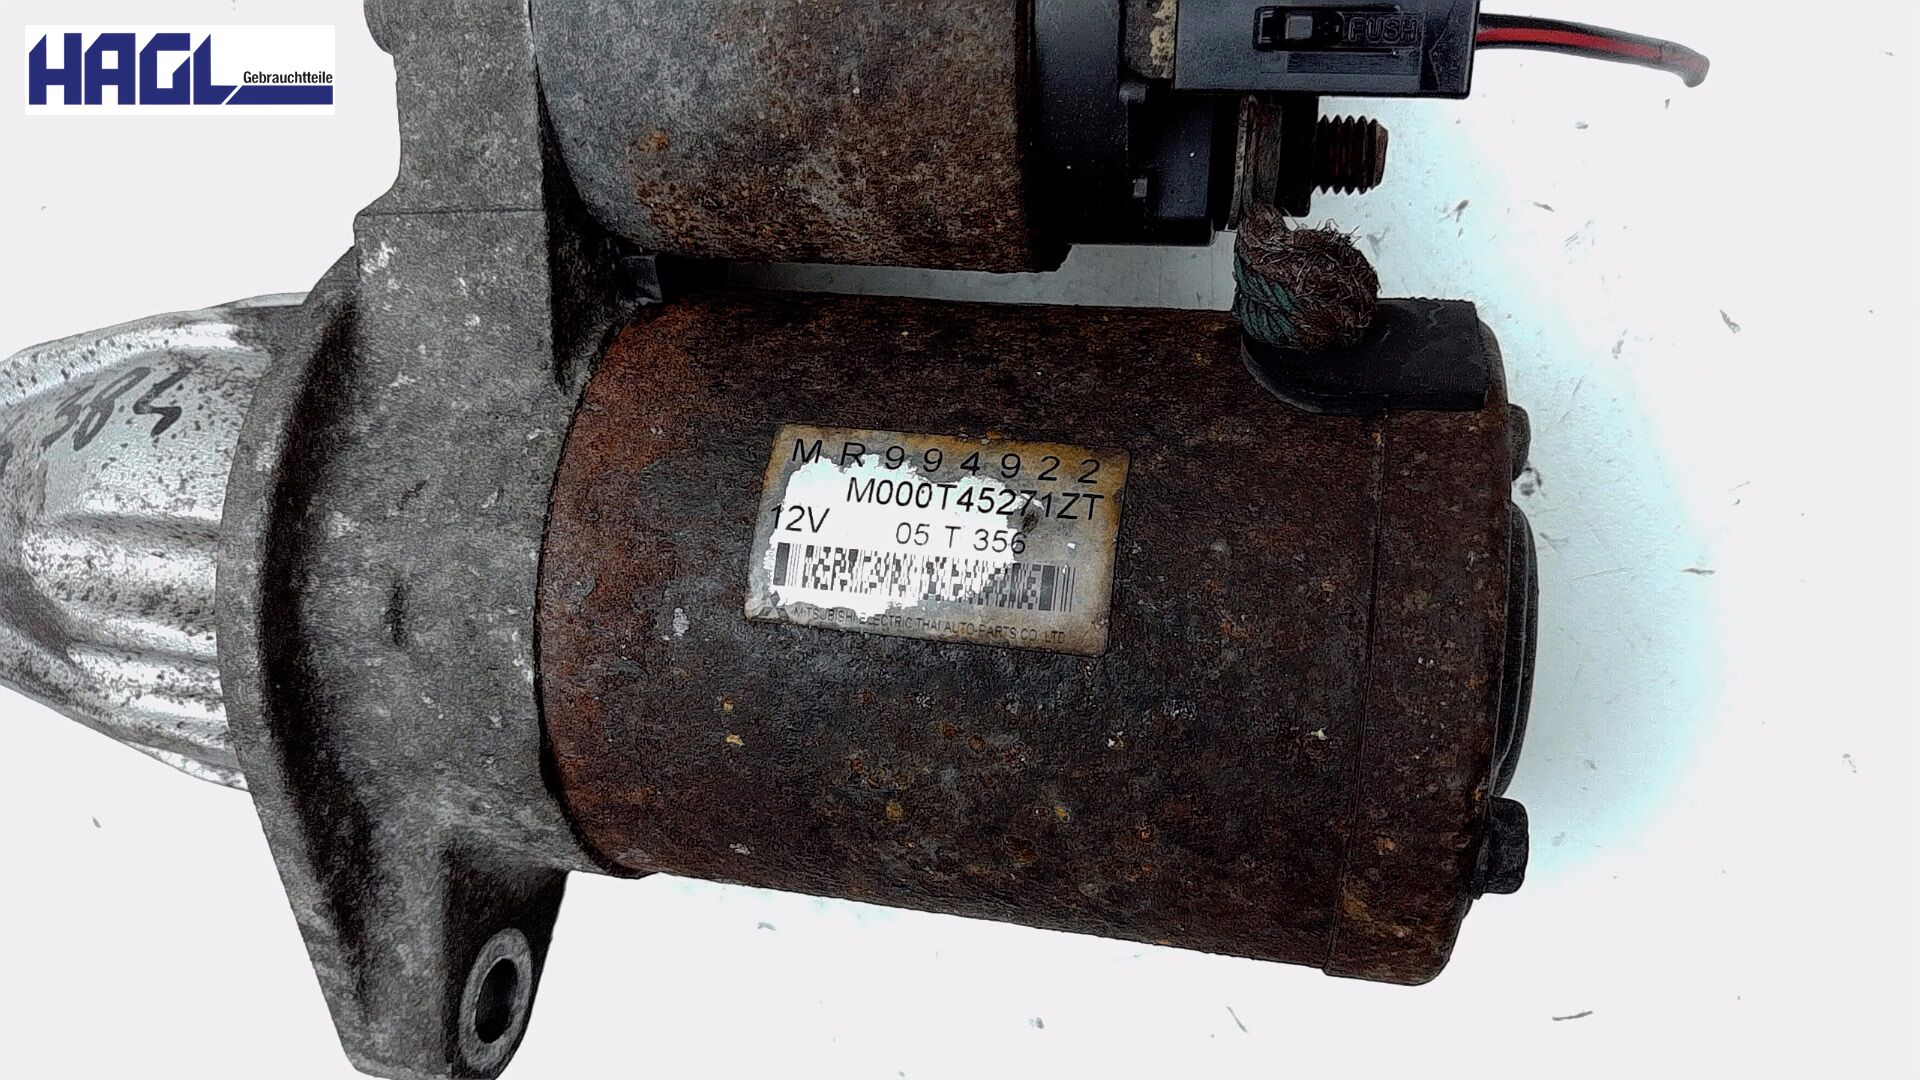 HAGL
Gebrauchtteile
PUSH
MR994922
M000T45271ZT
12V 05 T 356
MITSUBISHI ELECTRIC THAI AUTO-PARTS CO. LTD